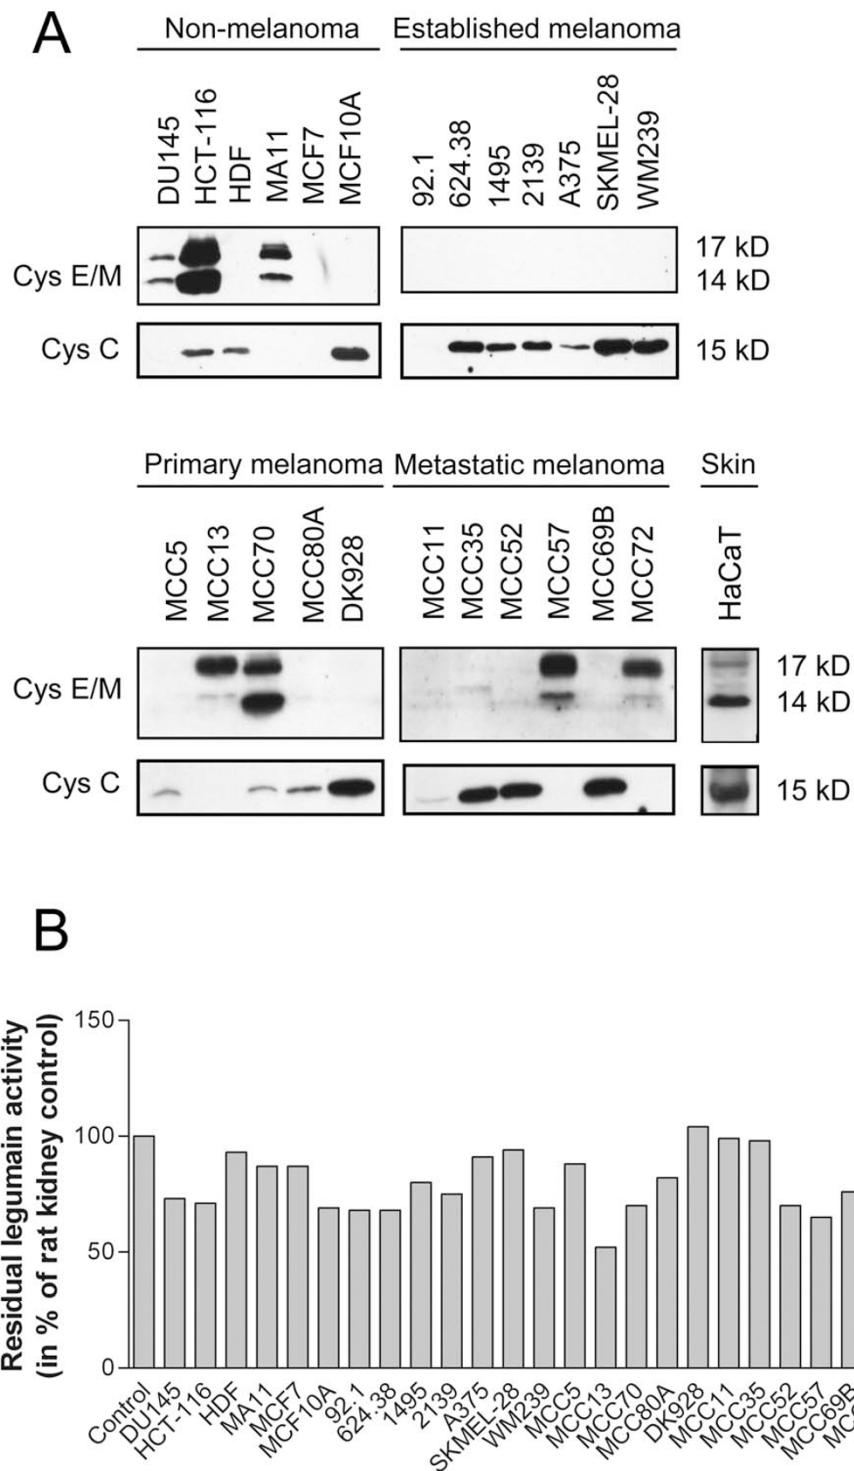 A
Non-melanoma
Established melanoma
DU145
HCT-116
HDF
MA11
MCF7
MCF10A
92.1
624.38
1495
2139
A375
SKMEL-28
WM239
Cys E/M
17 kD
14 kD
Cys C
15 kD
Primary melanoma
Metastatic melanoma
Skin
MCC5
MCC13
MCC70
MCC80A
DK928
MCC11
MCC35
MCC52
MCC57
MCC69B
MCC72
HaCaT
Cys E/M
17 kD
14 kD
Cys C
15 kD
B
Residual legumain activity
(in % of rat kidney control)
150
100
50
0
Control
DU145
HCT-116
HDF
MA11
MCF7
MCF10A
92.1
624.38
1495
2139
A375
SKMEL-28
WM239
MCC5
MCC13
MCC70
MCC80A
DK928
MCC11
MCC35
MCC52
MCC57
MCC69B